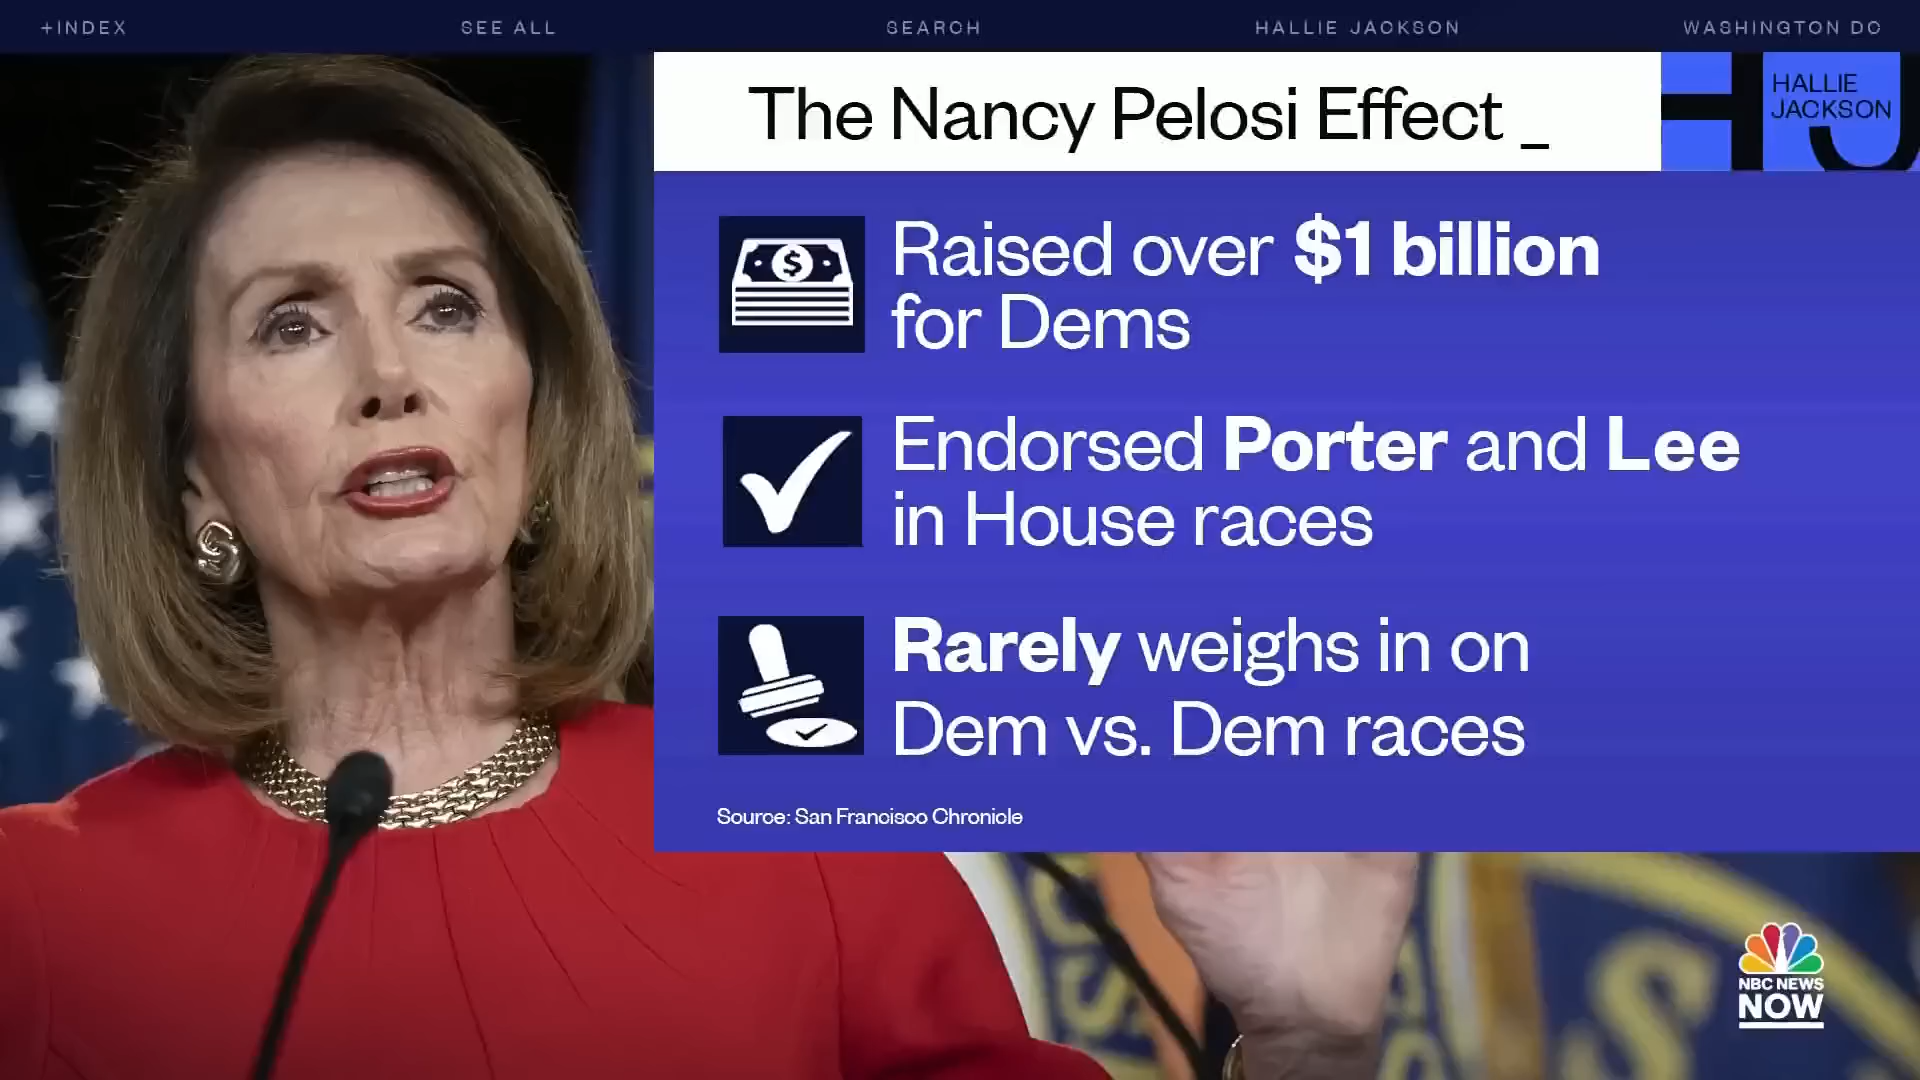 +INDEX
SEE ALL
SEARCH
HALLIE JACKSON
WASHINGTON DC
The Nancy Pelosi Effect _
HALLIE
JACKSON
HJ
$
Raised over $1 billion
for Dems
Endorsed Porter and Lee
in House races
Rarely weighs in on
Dem vs. Dem races
Source: San Francisco Chronicle
NBC NEWS
NOW